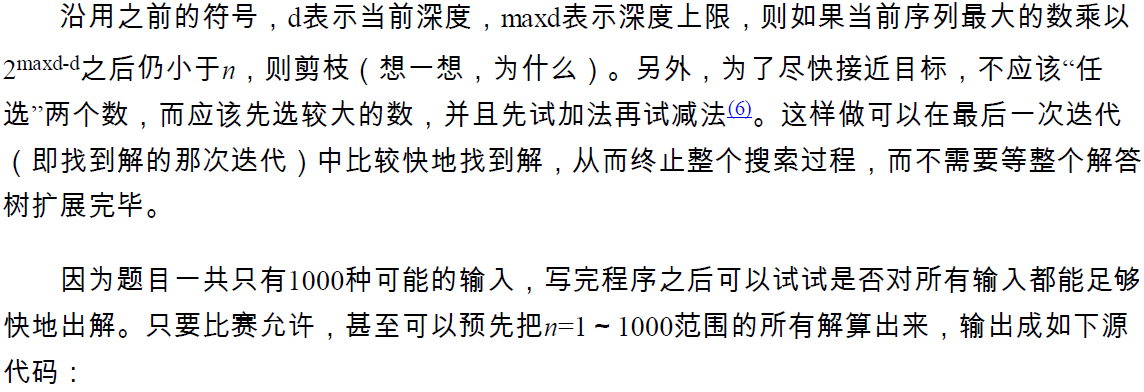 沿用之前的符号，d表示当前深度，maxd表示深度上限，则如果当前序列最大的数乘以
2maxd-d之后仍小于n，则剪枝（想一想，为什么）。另外，为了尽快接近目标，不应该“任
选”两个数，而应该先选较大的数，并且先试加法再试减法(6)。这样做可以在最后一次迭代
（即找到解的那次迭代）中比较快地找到解，从而终止整个搜索过程，而不需要等整个解答
树扩展完毕。
因为题目一共只有1000种可能的输入，写完程序之后可以试试是否对所有输入都能足够
快地出解。只要比赛允许，甚至可以预先把n=1～1000范围的所有解算出来，输出成如下源
代码：